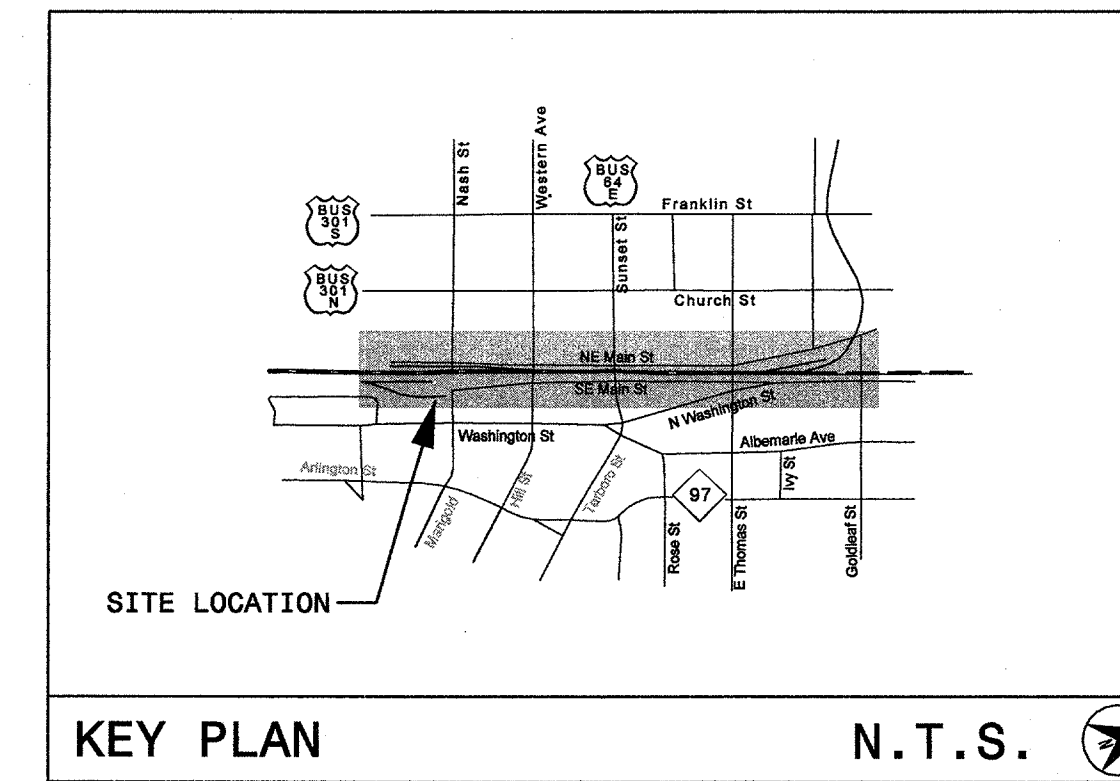 Nash St
Western Ave
BUS
64
E
BUS
301
S
Franklin St
Sunset St
BUS
301
N
Church St
NE Main St
SE Main St
N Washington St
Washington St
Albemarle Ave
Arlington St
Marigold
Hill St
Tarboro St
97
Ivy St
Rose St
E Thomas St
Goldleaf St
SITE LOCATION
KEY PLAN
N.T.S.
N